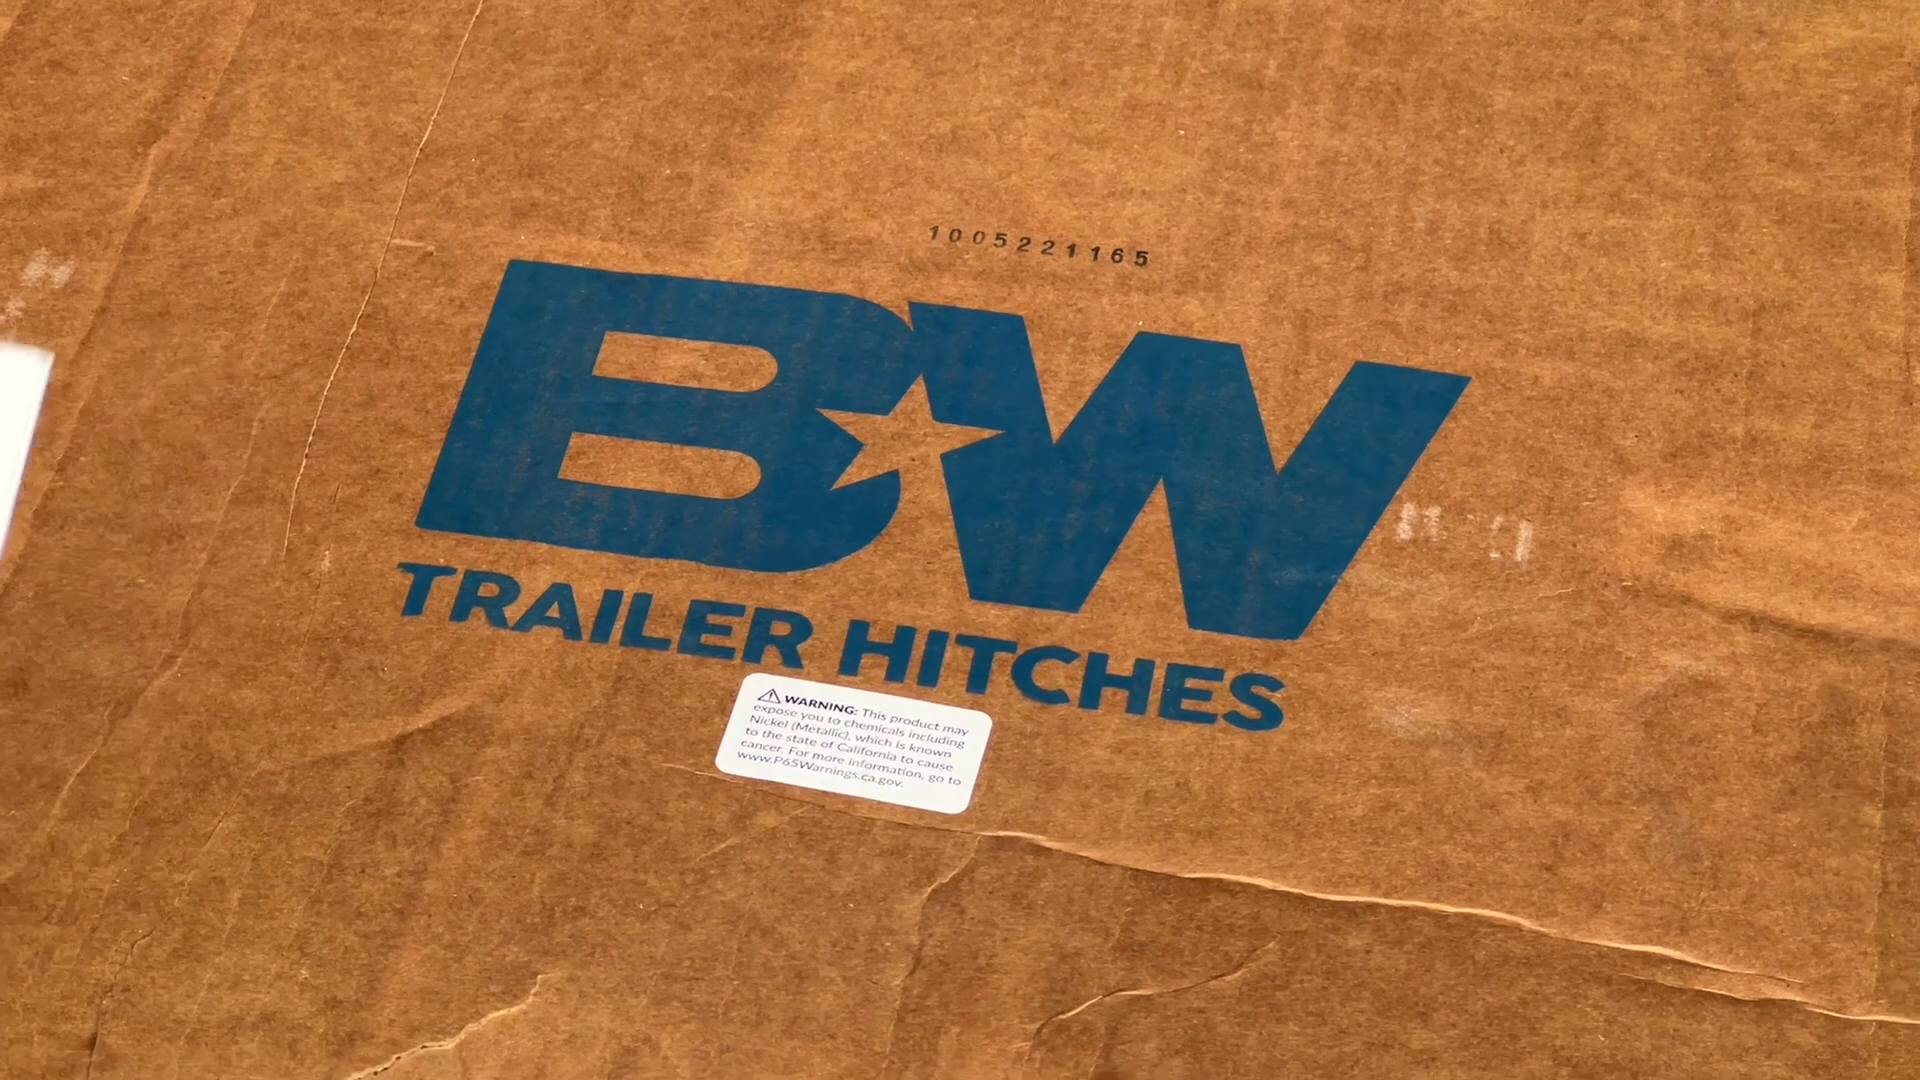 1005221165
BW
TRAILER HITCHES
⚠ WARNING: This product may
expose you to chemicals including
Nickel (Metallic), which is known
to the state of California to cause
cancer. For more information, go to
www.P65Warnings.ca.gov.